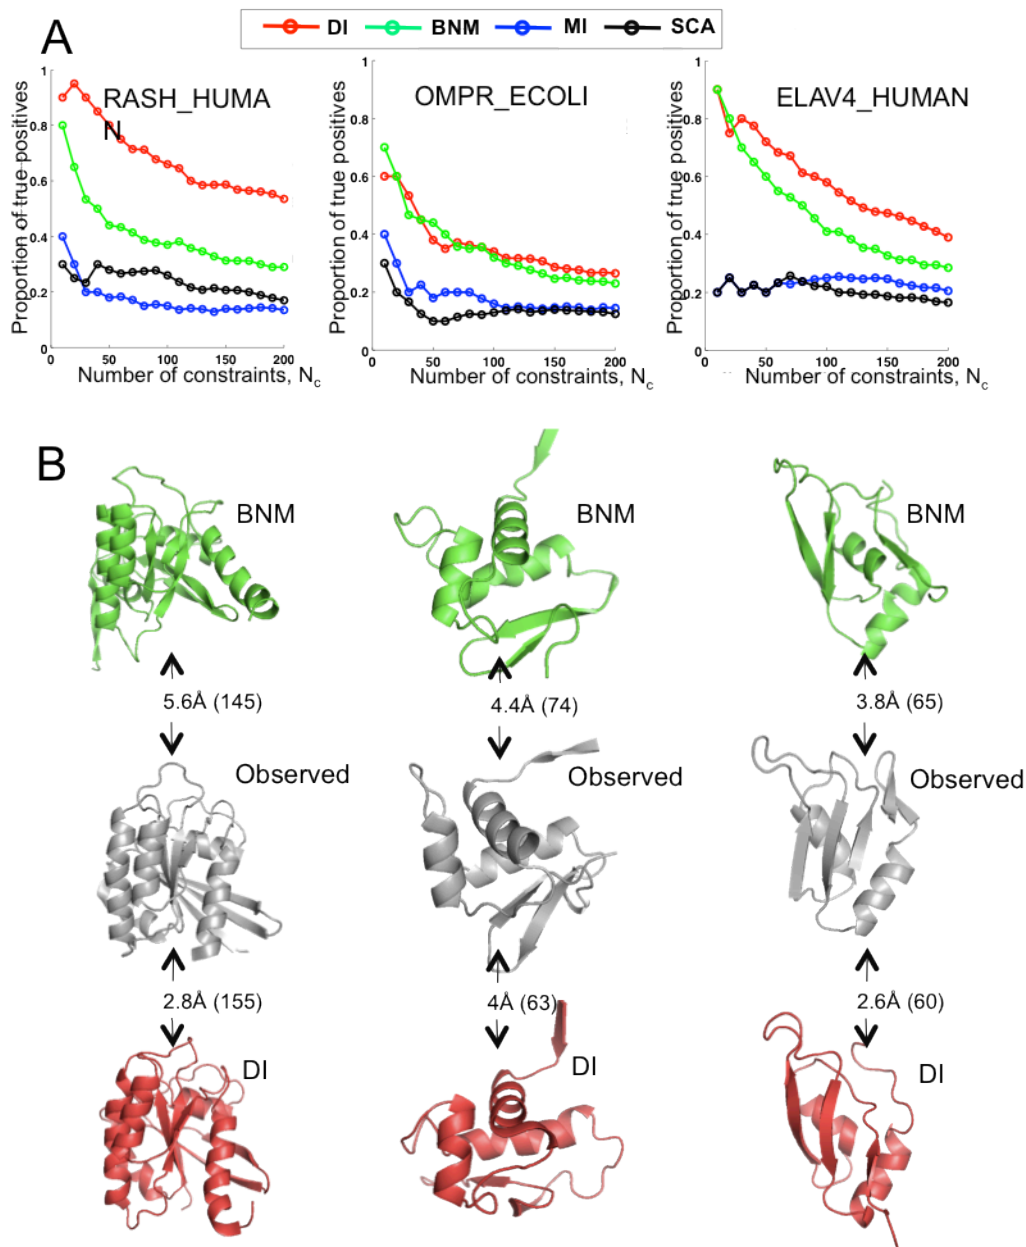 A
DI BNM MI SCA
RASH_HUMA
N
OMPR_ECOLI
ELAV4_HUMAN
Proportion of true positives
1
0.8
0.6
0.4
0.2
0
0 50 100 150 200
Number of constraints, Nc
Proportion of true positives
1
0.8
0.6
0.4
0.2
0
0 50 100 150 200
Number of constraints, Nc
Proportion of true positives
1
0.8
0.6
0.4
0.2
0
0 50 100 150 200
Number of constraints, Nc
B
BNM BNM BNM
5.6Å (145) 4.4Å (74) 3.8Å (65)
Observed Observed Observed
2.8Å (155) 4Å (63) 2.6Å (60)
DI DI DI